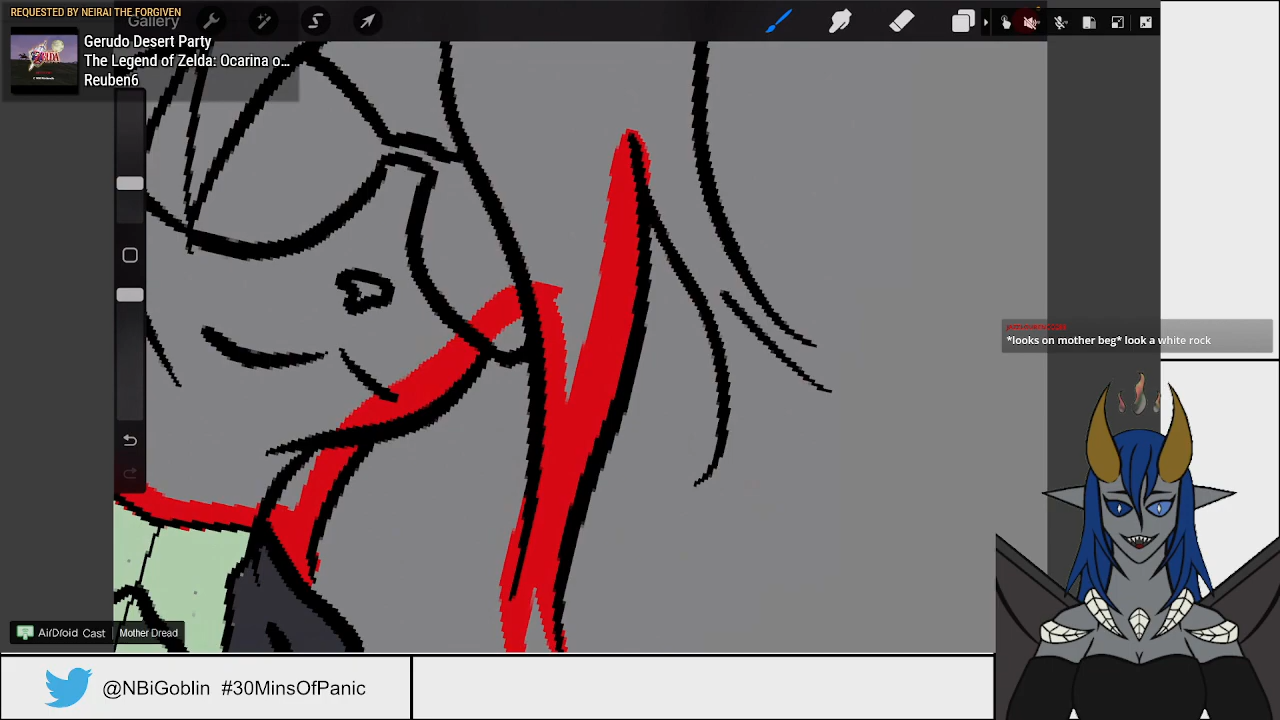 REQUESTED BY NEIRAI THE FORGIVEN
Gallery
Gerudo Desert Party
The Legend of Zelda: Ocarina o...
Reuben6
*looks on mother beg* look a white rock
AirDroid Cast
Mother Dread
@NBiGoblin #30MinsOfPanic